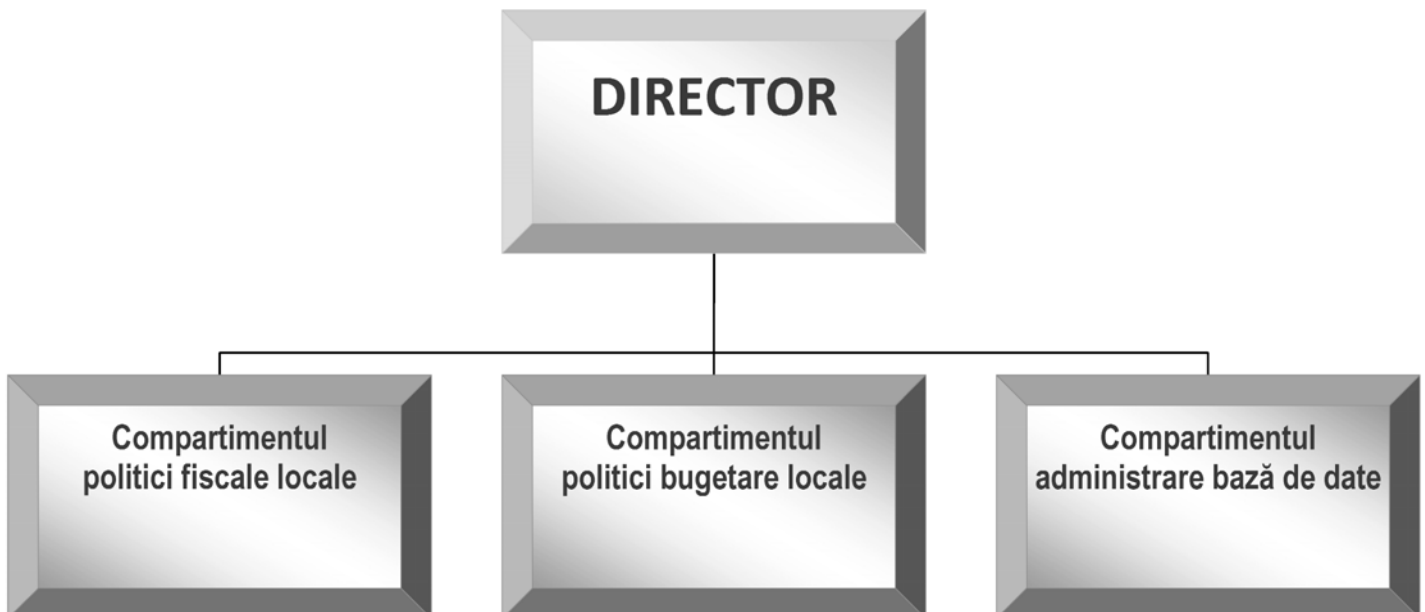 DIRECTOR
Compartimentul
politici fiscale locale
Compartimentul
politici bugetare locale
Compartimentul
administrare bază de date